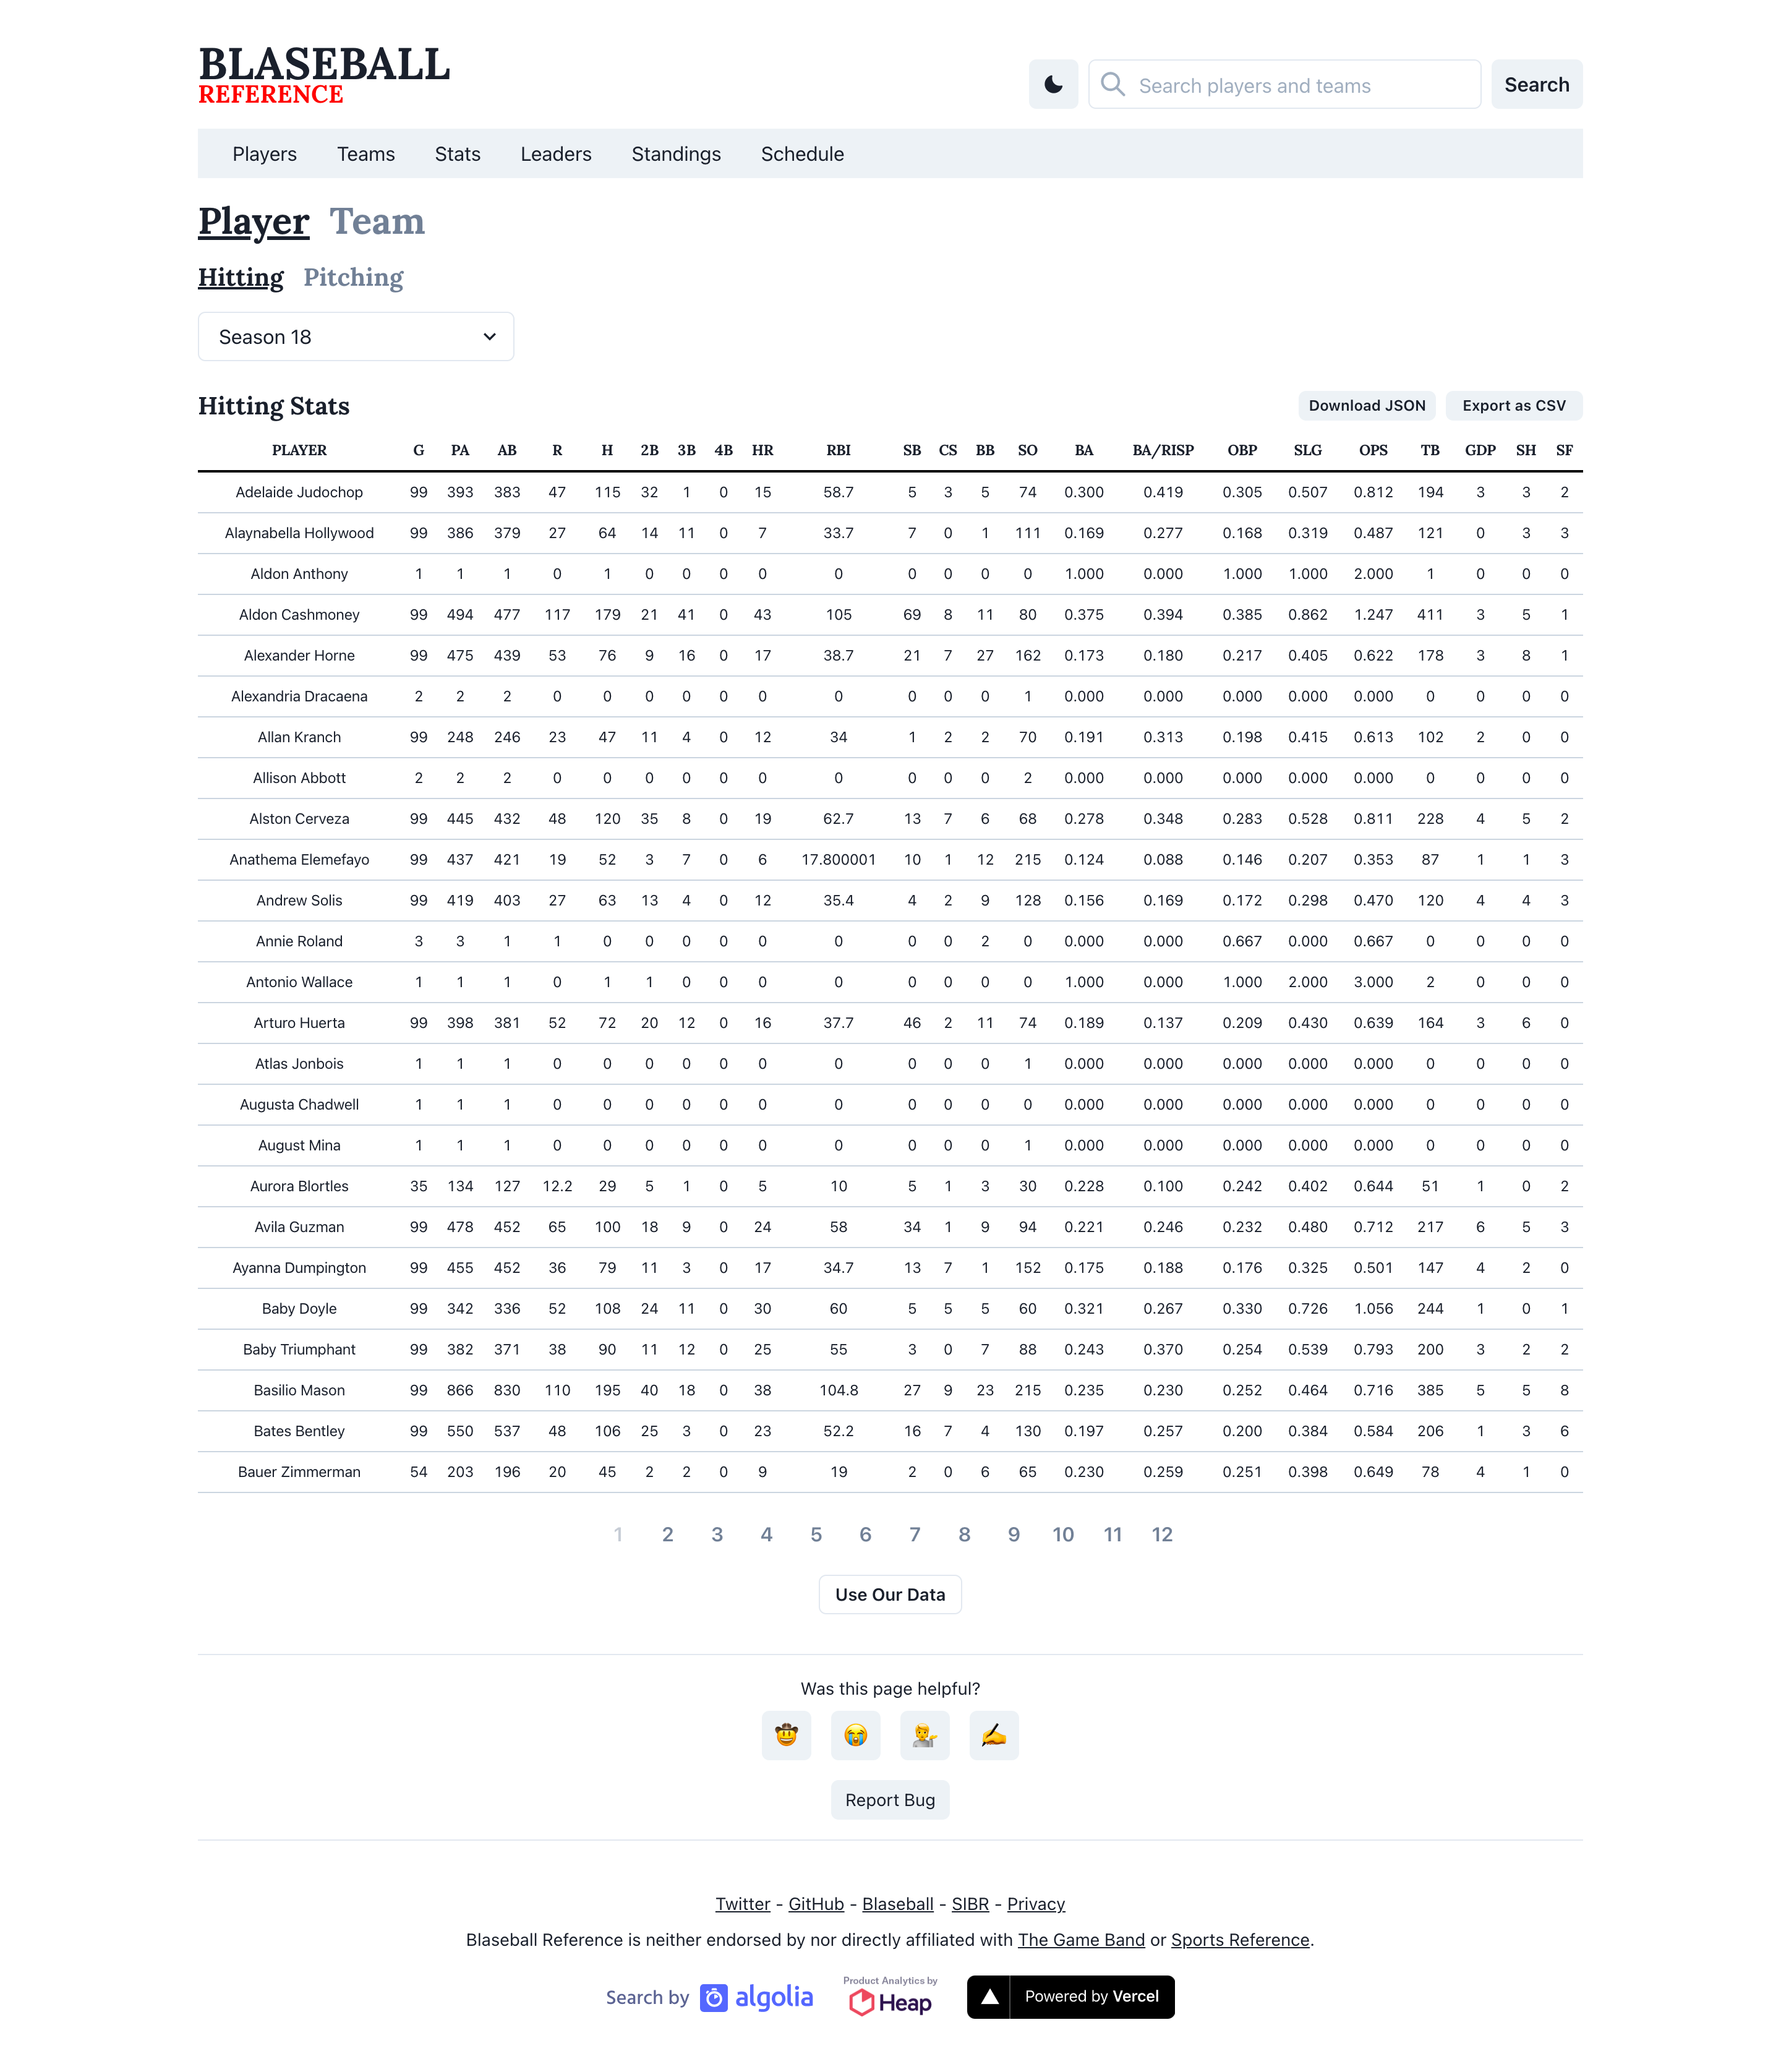 BLASEBALL
REFERENCE
Search players and teams
Search
Players Teams Stats Leaders Standings Schedule
Player Team
Hitting Pitching
Season 18
Hitting Stats
Download JSON Export as CSV
PLAYER G PA AB R H 2B 3B 4B HR RBI SB CS BB SO BA BA/RISP OBP SLG OPS TB GDP SH SF
Adelaide Judochop 99 393 383 47 115 32 1 0 15 58.7 5 3 5 74 0.300 0.419 0.305 0.507 0.812 194 3 3 2
Alaynabella Hollywood 99 386 379 27 64 14 11 0 7 33.7 7 0 1 111 0.169 0.277 0.168 0.319 0.487 121 0 3 3
Aldon Anthony 1 1 1 0 1 0 0 0 0 0 0 0 0 0 1.000 0.000 1.000 1.000 2.000 1 0 0 0
Aldon Cashmoney 99 494 477 117 179 21 41 0 43 105 69 8 11 80 0.375 0.394 0.385 0.862 1.247 411 3 5 1
Alexander Horne 99 475 439 53 76 9 16 0 17 38.7 21 7 27 162 0.173 0.180 0.217 0.405 0.622 178 3 8 1
Alexandria Dracaena 2 2 2 0 0 0 0 0 0 0 0 0 0 1 0.000 0.000 0.000 0.000 0.000 0 0 0 0
Allan Kranch 99 248 246 23 47 11 4 0 12 34 1 2 2 70 0.191 0.313 0.198 0.415 0.613 102 2 0 0
Allison Abbott 2 2 2 0 0 0 0 0 0 0 0 0 0 2 0.000 0.000 0.000 0.000 0.000 0 0 0 0
Alston Cerveza 99 445 432 48 120 35 8 0 19 62.7 13 7 6 68 0.278 0.348 0.283 0.528 0.811 228 4 5 2
Anathema Elemefayo 99 437 421 19 52 3 7 0 6 17.800001 10 1 12 215 0.124 0.088 0.146 0.207 0.353 87 1 1 3
Andrew Solis 99 419 403 27 63 13 4 0 12 35.4 4 2 9 128 0.156 0.169 0.172 0.298 0.470 120 4 4 3
Annie Roland 3 3 1 1 0 0 0 0 0 0 0 0 2 0 0.000 0.000 0.667 0.000 0.667 0 0 0 0
Antonio Wallace 1 1 1 0 1 1 0 0 0 0 0 0 0 0 1.000 0.000 1.000 2.000 3.000 2 0 0 0
Arturo Huerta 99 398 381 52 72 20 12 0 16 37.7 46 2 11 74 0.189 0.137 0.209 0.430 0.639 164 3 6 0
Atlas Jonbois 1 1 1 0 0 0 0 0 0 0 0 0 0 1 0.000 0.000 0.000 0.000 0.000 0 0 0 0
Augusta Chadwell 1 1 1 0 0 0 0 0 0 0 0 0 0 0 0.000 0.000 0.000 0.000 0.000 0 0 0 0
August Mina 1 1 1 0 0 0 0 0 0 0 0 0 0 1 0.000 0.000 0.000 0.000 0.000 0 0 0 0
Aurora Blortles 35 134 127 12.2 29 5 1 0 5 10 5 1 3 30 0.228 0.100 0.242 0.402 0.644 51 1 0 2
Avila Guzman 99 478 452 65 100 18 9 0 24 58 34 1 9 94 0.221 0.246 0.232 0.480 0.712 217 6 5 3
Ayanna Dumpington 99 455 452 36 79 11 3 0 17 34.7 13 7 1 152 0.175 0.188 0.176 0.325 0.501 147 4 2 0
Baby Doyle 99 342 336 52 108 24 11 0 30 60 5 5 5 60 0.321 0.267 0.330 0.726 1.056 244 1 0 1
Baby Triumphant 99 382 371 38 90 11 12 0 25 55 3 0 7 88 0.243 0.370 0.254 0.539 0.793 200 3 2 2
Basilio Mason 99 866 830 110 195 40 18 0 38 104.8 27 9 23 215 0.235 0.230 0.252 0.464 0.716 385 5 5 8
Bates Bentley 99 550 537 48 106 25 3 0 23 52.2 16 7 4 130 0.197 0.257 0.200 0.384 0.584 206 1 3 6
Bauer Zimmerman 54 203 196 20 45 2 2 0 9 19 2 0 6 65 0.230 0.259 0.251 0.398 0.649 78 4 1 0
1 2 3 4 5 6 7 8 9 10 11 12
Use Our Data
Was this page helpful?
Report Bug
Twitter - GitHub - Blaseball - SIBR - Privacy
Blaseball Reference is neither endorsed by nor directly affiliated with The Game Band or Sports Reference.
Search by algolia
Product Analytics by
Heap
Powered by Vercel